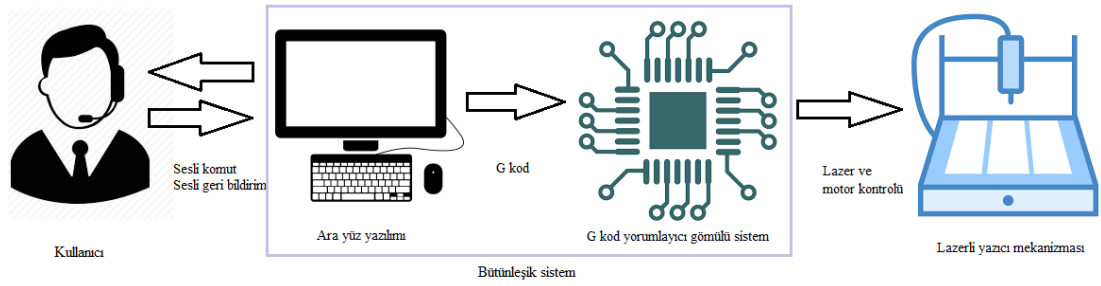 Sesli komut
Sesli geri bildirim
G kod
Lazer ve
motor kontrolü
Kullanıcı
Ara yüz yazılımı
G kod yorumlayıcı gömülü sistem
Lazerli yazıcı mekanizması
Bütünleşik sistem